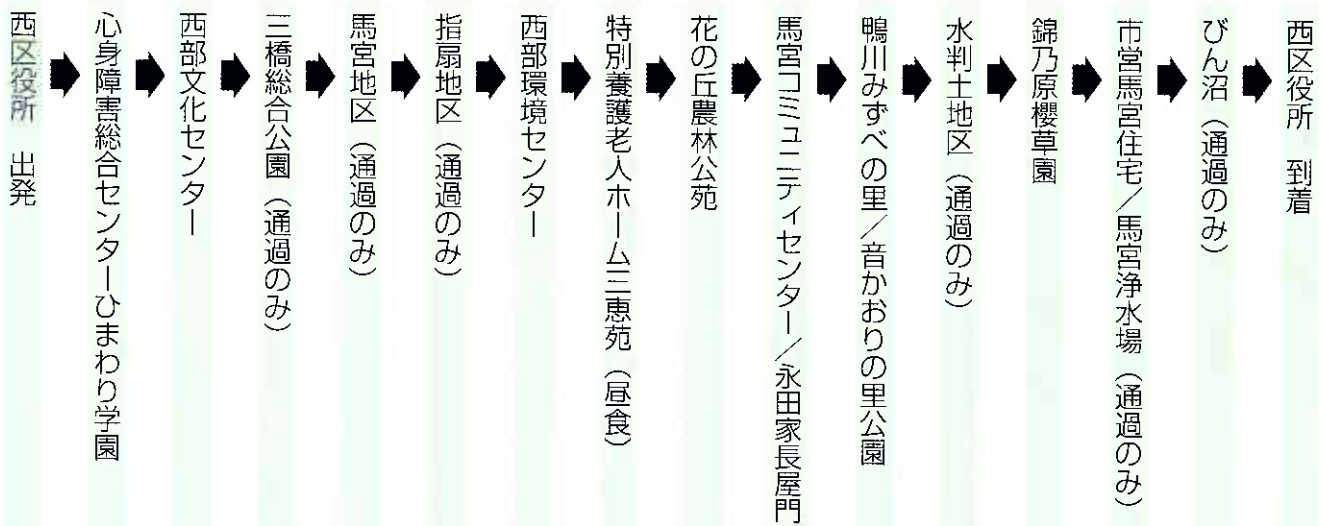 西区役所　出発
心身障害総合センターひまわり学園
西部文化センター
三橋総合公園（通過のみ）
馬宮地区（通過のみ）
指扇地区（通過のみ）
西部環境センター
特別養護老人ホーム三恵苑（昼食）
花の丘農林公苑
馬宮コミュニティセンター／永田家長屋門
鴨川みずべの里／音かおりの里公園
水判土地区（通過のみ）
錦乃原櫻草園
市営馬宮住宅／馬宮浄水場（通過のみ）
びん沼（通過のみ）
西区役所　到着